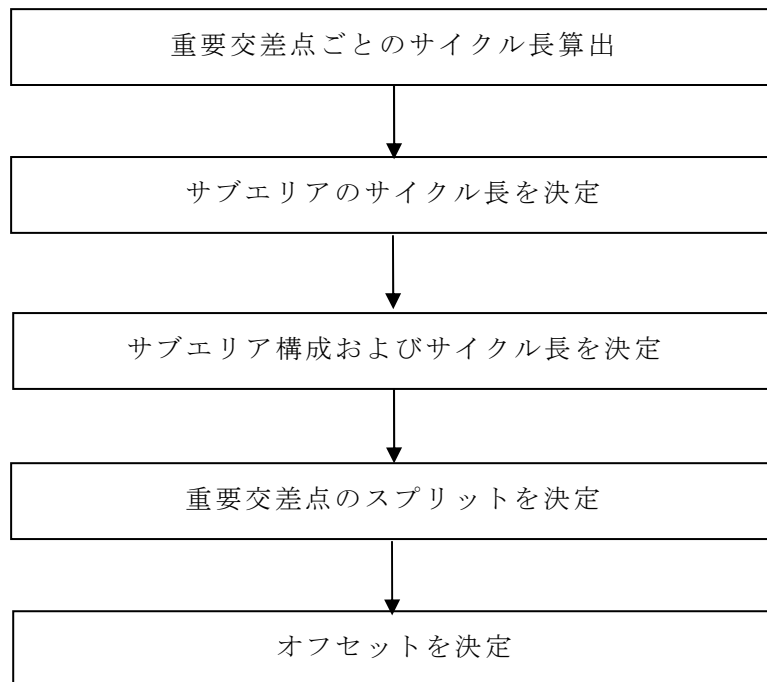 重要交差点ごとのサイクル長算出
サブエリアのサイクル長を決定
サブエリア構成およびサイクル長を決定
重要交差点のスプリットを決定
オフセットを決定